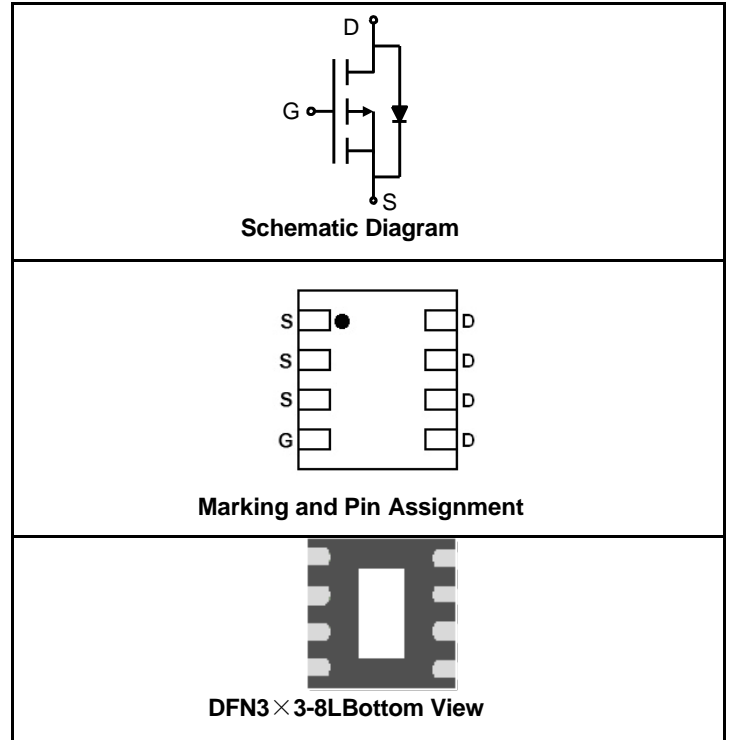 D
G
S
Schematic Diagram
S D
S D
S D
G D
Marking and Pin Assignment
DFN3×3-8LBottom View